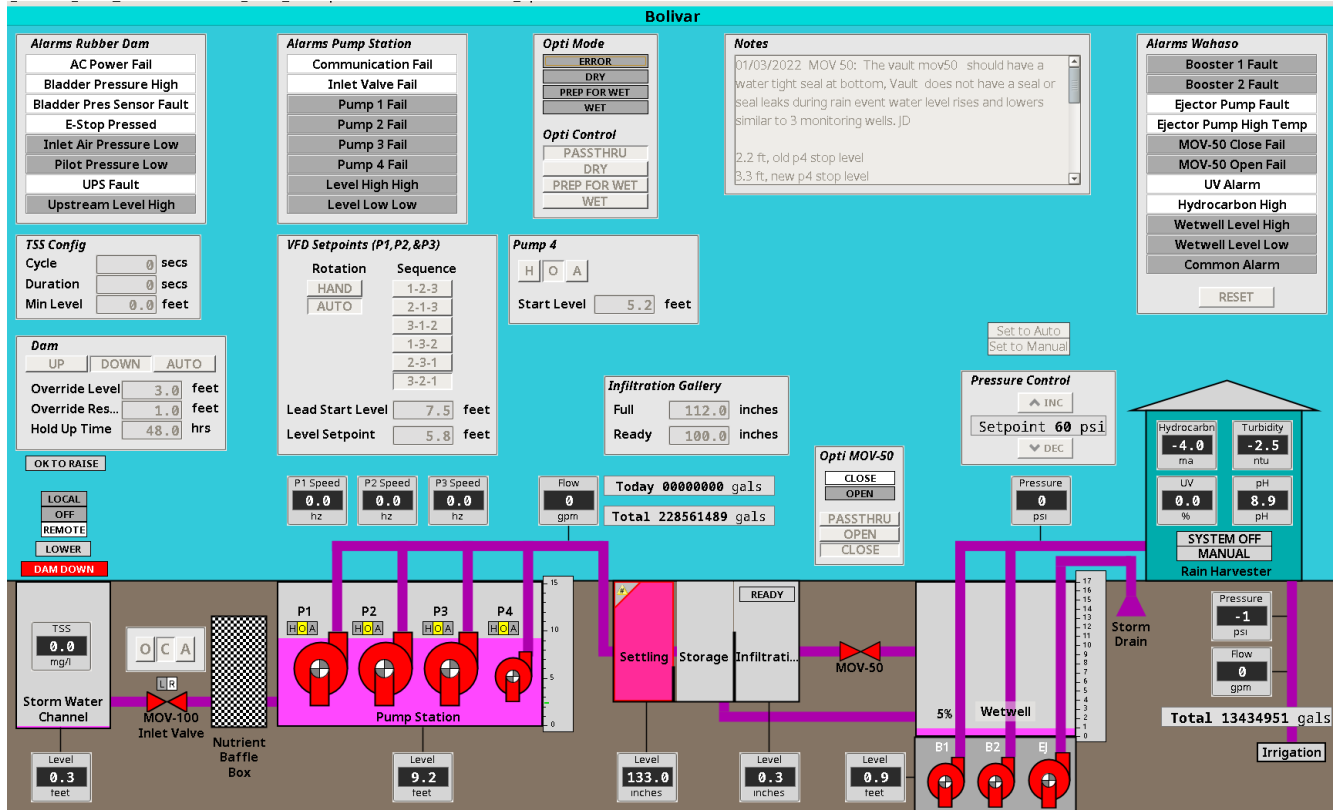 Bolivar
Alarms Rubber Dam
AC Power Fail
Bladder Pressure High
Bladder Pres Sensor Fault
E-Stop Pressed
Inlet Air Pressure Low
Pilot Pressure Low
UPS Fault
Upstream Level High
Alarms Pump Station
Communication Fail
Inlet Valve Fail
Pump 1 Fail
Pump 2 Fail
Pump 3 Fail
Pump 4 Fail
Level High High
Level Low Low
Opti Mode
ERROR
DRY
PREP FOR WET
WET
Opti Control
PASSTHRU
DRY
PREP FOR WET
WET
Notes
01/03/2022 MOV 50: The vault mov50 should have a
water tight seal at bottom, Vault does not have a seal or
seal leaks during rain event water level rises and lowers
similar to 3 monitoring wells. JD
2.2 ft, old p4 stop level
3.3 ft, new p4 stop level
Alarms Wahaso
Booster 1 Fault
Booster 2 Fault
Ejector Pump Fault
Ejector Pump High Temp
MOV-50 Close Fail
MOV-50 Open Fail
UV Alarm
Hydrocarbon High
Wetwell Level High
Wetwell Level Low
Common Alarm
RESET
TSS Config
Cycle 0 secs
Duration 0 secs
Min Level 0.0 feet
VFD Setpoints (P1,P2,&P3)
Rotation Sequence
HAND
AUTO
1-2-3
2-1-3
3-1-2
1-3-2
2-3-1
3-2-1
Lead Start Level 7.5 feet
Level Setpoint 5.8 feet
Pump 4
H O A
Start Level 5.2 feet
Dam
UP DOWN AUTO
Override Level 3.0 feet
Override Res... 1.0 feet
Hold Up Time 48.0 hrs
OK TO RAISE
LOCAL
OFF
REMOTE
LOWER
DAM DOWN
Infiltration Gallery
Full 112.0 inches
Ready 100.0 inches
Set to Auto
Set to Manual
Pressure Control
INC
Setpoint 60 psi
DEC
Opti MOV-50
CLOSE
OPEN
PASSTHRU
OPEN
CLOSE
P1 Speed
0.0
hz
P2 Speed
0.0
hz
P3 Speed
0.0
hz
Flow
0
gpm
Today 00000000 gals
Total 228561489 gals
Pressure
0
psi
Hydrocarbn
-4.0
ma
Turbidity
-2.5
ntu
UV
0.0
%
pH
8.9
pH
SYSTEM OFF
MANUAL
Rain Harvester
TSS
0.0
mg/l
Storm Water
Channel
O C A
L R
MOV-100
Inlet Valve
Nutrient
Baffle
Box
P1
H O A
P2
H O A
P3
H O A
P4
H O A
Pump Station
15
10
5
0
Settling
Storage
READY
Infiltrati...
MOV-50
5%
Wetwell
17
16
15
14
13
12
11
10
9
8
7
6
5
4
3
2
1
0
B1
B2
EJ
Storm
Drain
Pressure
-1
psi
Flow
0
gpm
Total 13434951 gals
Irrigation
Level
0.3
feet
Level
9.2
feet
Level
133.0
inches
Level
0.3
inches
Level
0.9
feet